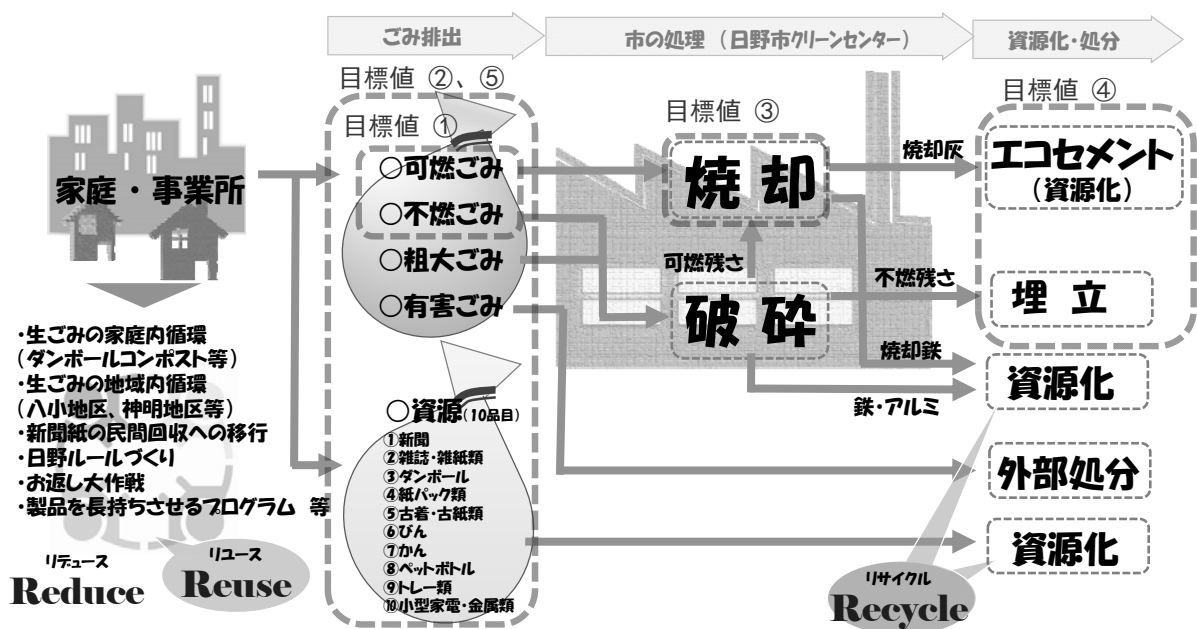 ごみ排出
市の処理（日野市クリーンセンター）
資源化・処分
目標値 ②、⑤
目標値 ①
目標値 ③
目標値 ④
家庭・事業所
○可燃ごみ
○不燃ごみ
○粗大ごみ
○有害ごみ
焼却
可燃残さ
破砕
焼却灰
エコセメント
（資源化）
不燃残さ
埋立
焼却鉄
鉄・アルミ
資源化
外部処分
資源化
・生ごみの家庭内循環
（ダンボールコンポスト等）
・生ごみの地域内循環
（八小地区、神明地区等）
・新聞紙の民間回収への移行
・日野ルールづくり
・お返し大作戦
・製品を長持ちさせるプログラム 等
○資源（10品目）
①新聞
②雑誌・雑紙類
③ダンボール
④紙パック類
⑤古着・古紙類
⑥びん
⑦かん
⑧ペットボトル
⑨トレー類
⑩小型家電・金属類
リデュース
Reduce
リユース
Reuse
リサイクル
Recycle